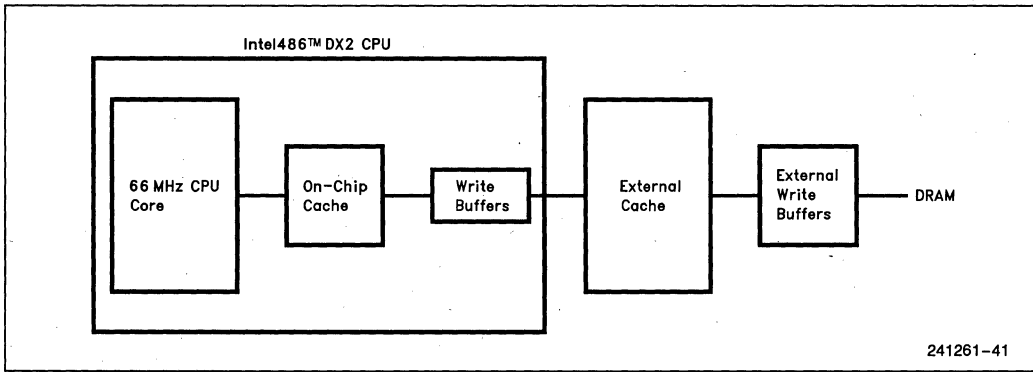 Intel486™ DX2 CPU
66 MHz CPU
Core
On-Chip
Cache
Write
Buffers
External
Cache
External
Write
Buffers
DRAM
241261-41